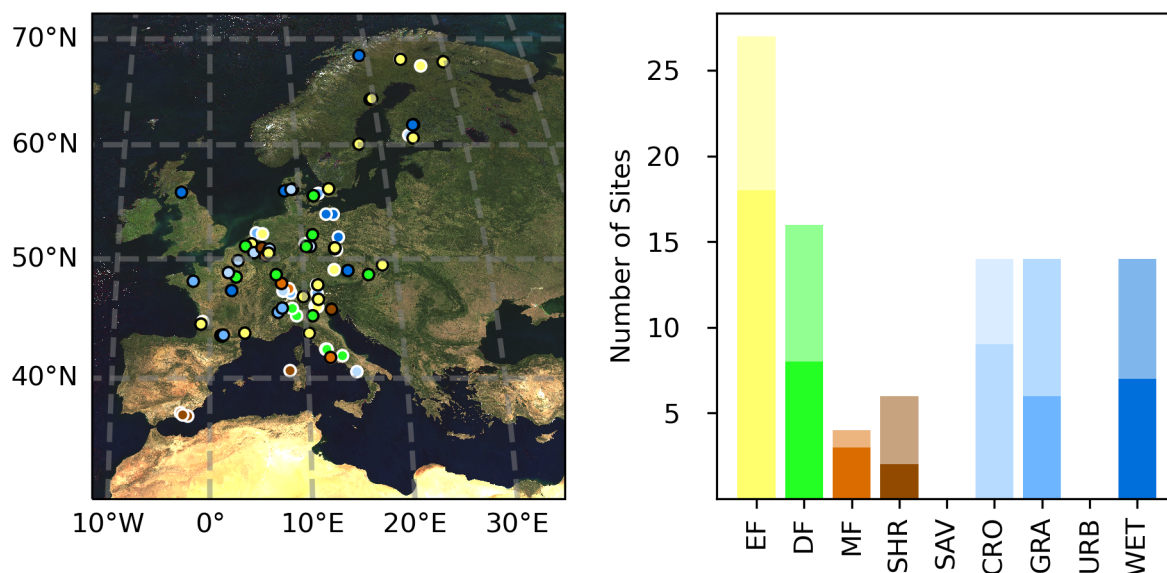 70°N
60°N
50°N
40°N
10°W
0°
10°E
20°E
30°E
Number of Sites
25
20
15
10
5
EF
DF
MF
SHR
SAV
CRO
GRA
URB
WET